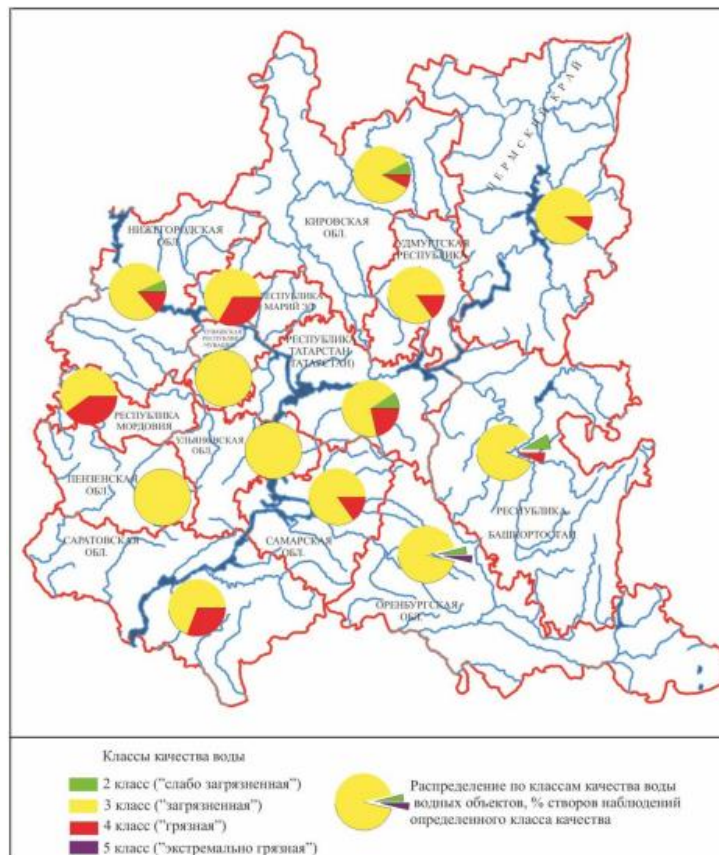 ПЕРМСКИЙ КРАЙ
КИРОВСКАЯ
ОБЛ.
НИЖЕГОРОДСКАЯ
ОБЛ.
УДМУРТСКАЯ
РЕСПУБЛИКА
РЕСПУБЛИКА
МАРИЙ ЭЛ
ЧУВАШСКАЯ
РЕСПУБЛИКА
РЕСПУБЛИКА
ТАТАРСТАН
(ТАТАРСТАН)
РЕСПУБЛИКА
МОРДОВИЯ
УЛЬЯНОВСКАЯ
ОБЛ.
ПЕНЗЕНСКАЯ
ОБЛ.
РЕСПУБЛИКА
БАШКОРТОСТАН
САРАТОВСКАЯ
ОБЛ.
САМАРСКАЯ
ОБЛ.
ОРЕНБУРГСКАЯ
ОБЛ.
Классы качества воды
2 класс ("слабо загрязненная")
3 класс ("загрязненная")
4 класс ("грязная")
5 класс ("экстремально грязная")
Распределение по классам качества воды
водных объектов, % створов наблюдений
определенного класса качества